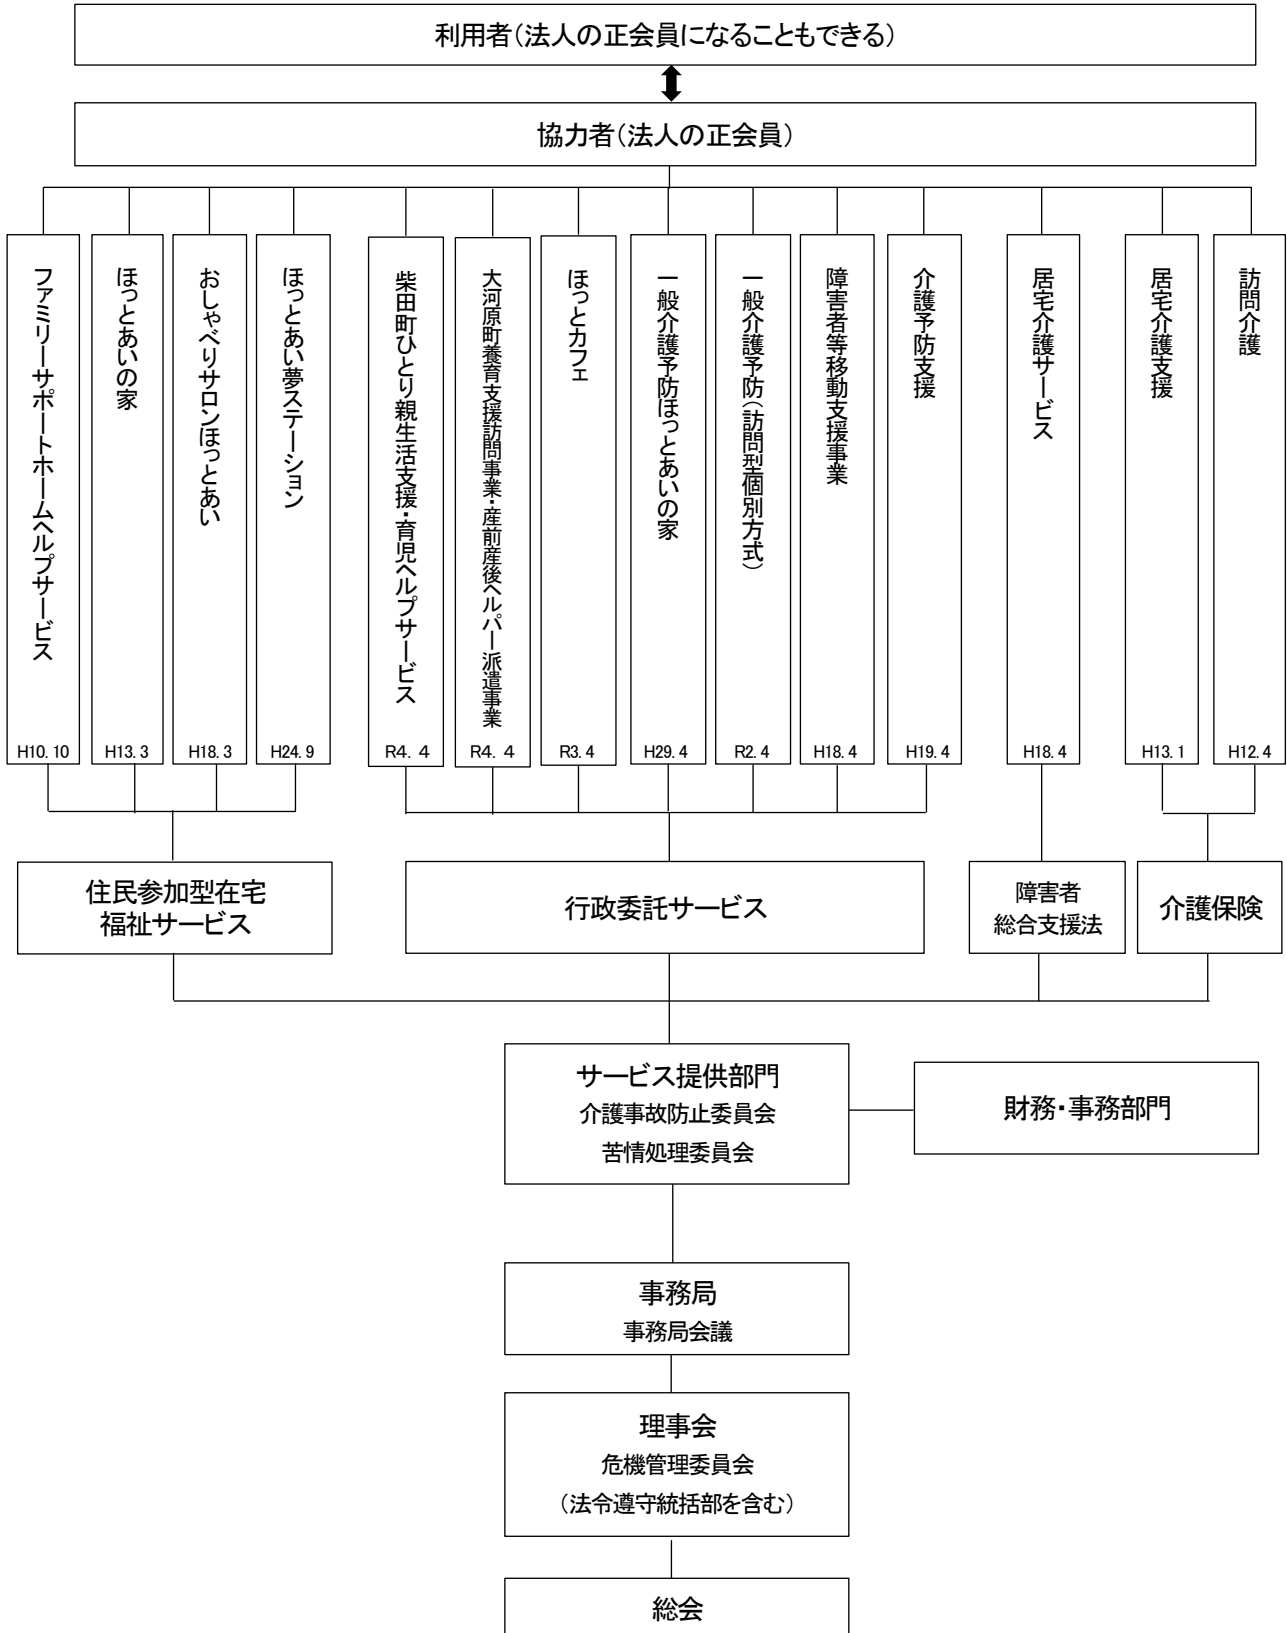 利用者(法人の正会員になることもできる)
協力者(法人の正会員)
ファミリーサポートホームヘルプサービス
H10.10
ほっとあいの家
H13.3
おしゃべりサロンほっとあい
H18.3
ほっとあい夢ステーション
H24.9
柴田町ひとり親生活支援・育児ヘルプサービス
R4.4
大河原町養育支援訪問事業・産前産後ヘルパー派遣事業
R4.4
ほっとカフェ
R3.4
一般介護予防ほっとあいの家
H29.4
一般介護予防(訪問型個別方式)
R2.4
障害者等移動支援事業
H18.4
介護予防支援
H19.4
居宅介護サービス
H18.4
居宅介護支援
H13.1
訪問介護
H12.4
住民参加型在宅
福祉サービス
行政委託サービス
障害者
総合支援法
介護保険
サービス提供部門
介護事故防止委員会
苦情処理委員会
財務・事務部門
事務局
事務局会議
理事会
危機管理委員会
(法令遵守統括部を含む)
総会